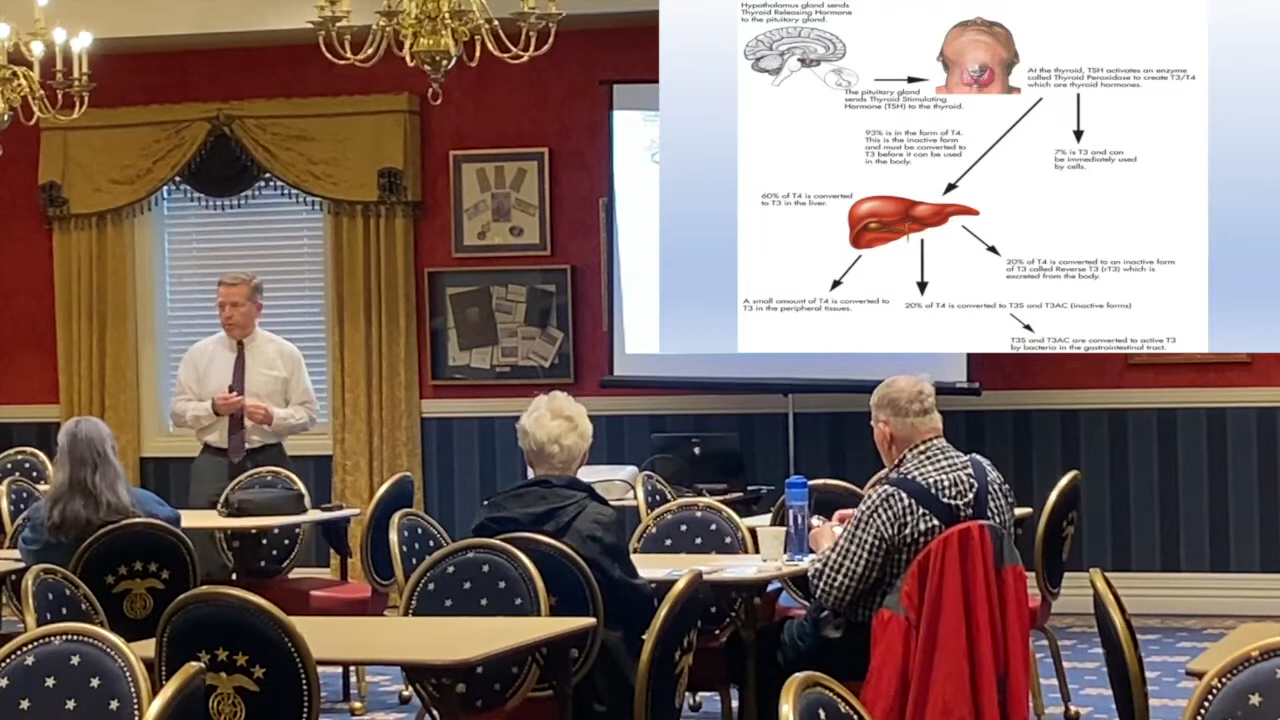 Hypothalamus gland sends
Thyroid Releasing Hormone
to the pituitary gland.
The pituitary gland
sends Thyroid Stimulating
Hormone (TSH) to the thyroid.
At the thyroid, TSH activates an enzyme
called Thyroid Peroxidase to create T3/T4
which are thyroid hormones.
93% is in the form of T4.
This is the inactive form
and must be converted to
T3 before it can be used
in the body.
7% is T3 and can
be immediately used
by cells.
60% of T4 is converted
to T3 in the liver.
20% of T4 is converted to an inactive form
of T3 called Reverse T3 (rT3) which is
excreted from the body.
A small amount of T4 is converted to
T3 in the peripheral tissues.
20% of T4 is converted to T3S and T3AC (inactive forms)
T3S and T3AC are converted to active T3
by bacteria in the gastrointestinal tract.